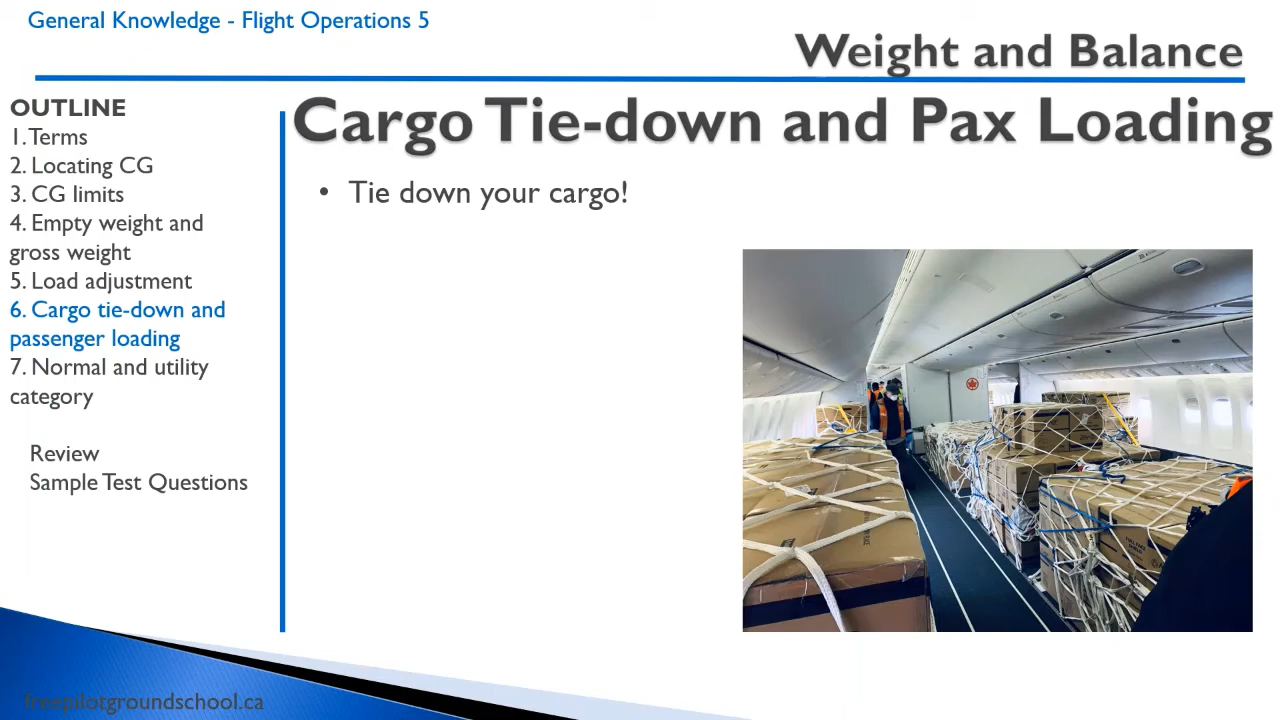 General Knowledge - Flight Operations 5
Weight and Balance
OUTLINE
1. Terms
2. Locating CG
3. CG limits
4. Empty weight and
gross weight
5. Load adjustment
6. Cargo tie-down and
passenger loading
7. Normal and utility
category
Review
Sample Test Questions
Cargo Tie-down and Pax Loading
• Tie down your cargo!
freepilotgroundschool.ca